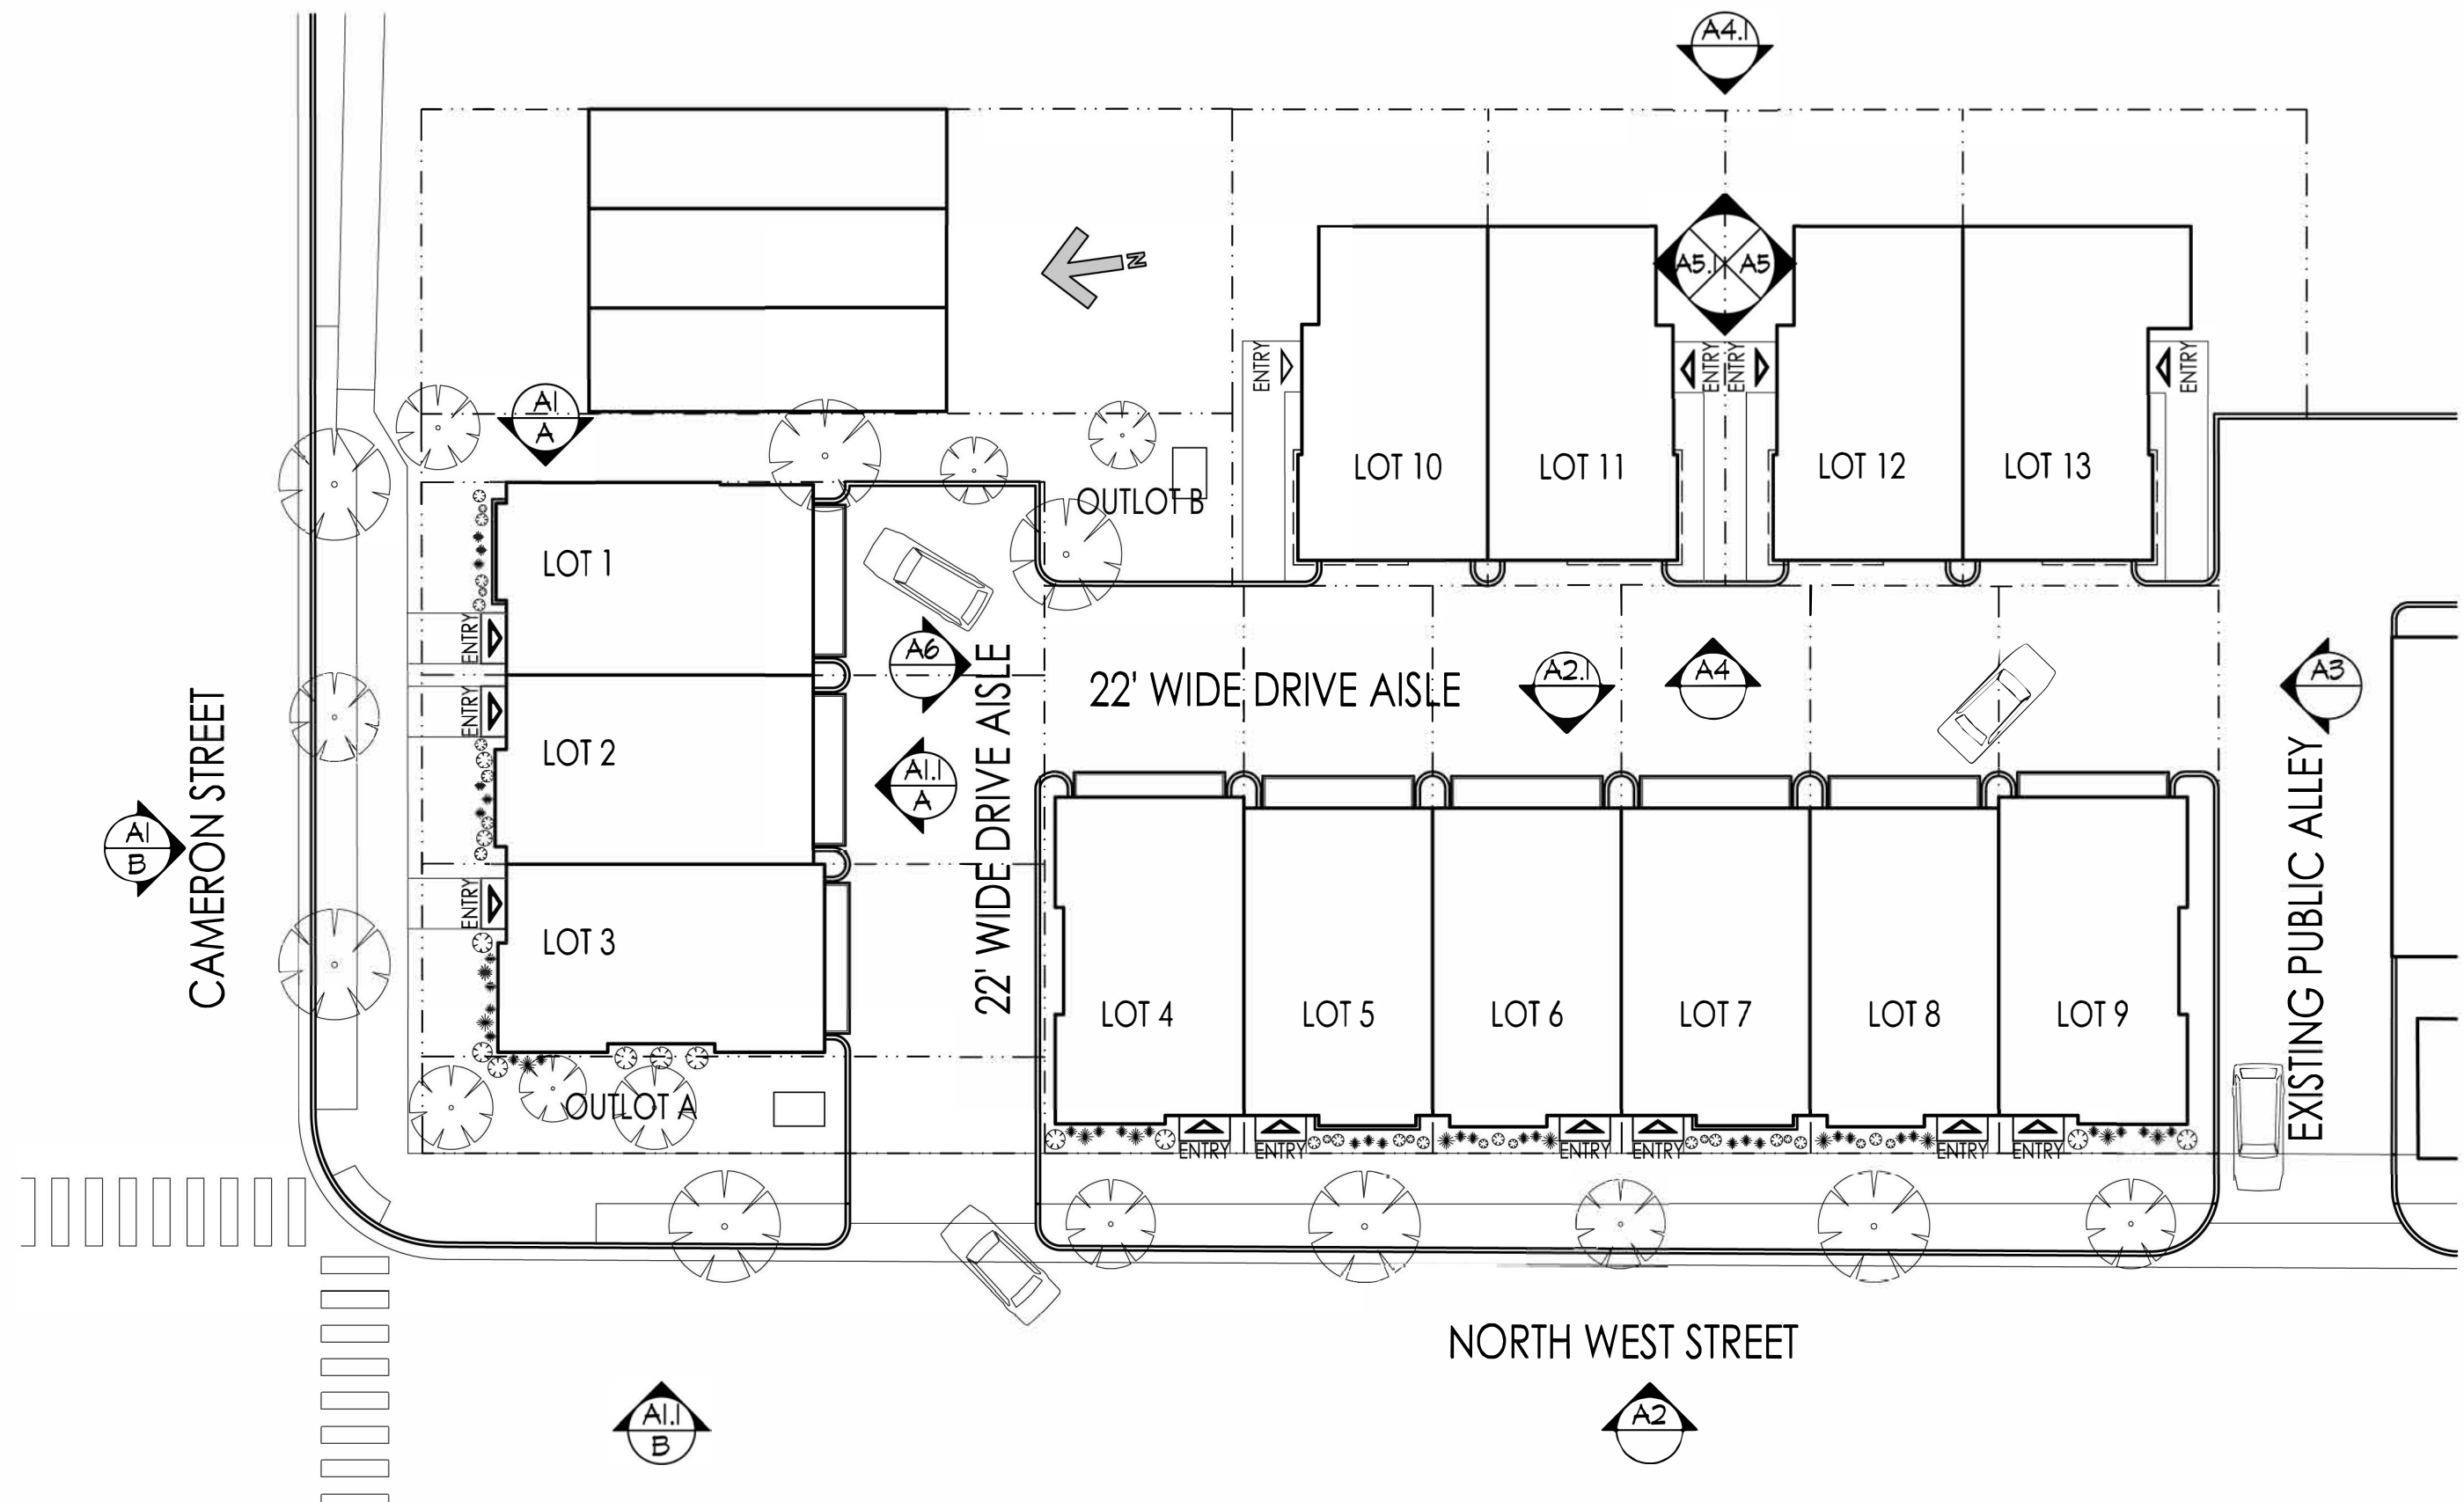 A4.1
A5.1 A5
N
ENTRY
ENTRY
ENTRY
ENTRY
A1
A
LOT 10
LOT 11
LOT 12
LOT 13
OUTLOT B
LOT 1
ENTRY
A6
22' WIDE DRIVE AISLE
22' WIDE DRIVE AISLE
A2.1
A4
A3
ENTRY
LOT 2
A1.1
A
CAMERON STREET
A1
B
EXISTING PUBLIC ALLEY
ENTRY
LOT 3
LOT 4
LOT 5
LOT 6
LOT 7
LOT 8
LOT 9
OUTLOT A
ENTRY
ENTRY
ENTRY
ENTRY
ENTRY
ENTRY
NORTH WEST STREET
A1.1
B
A2